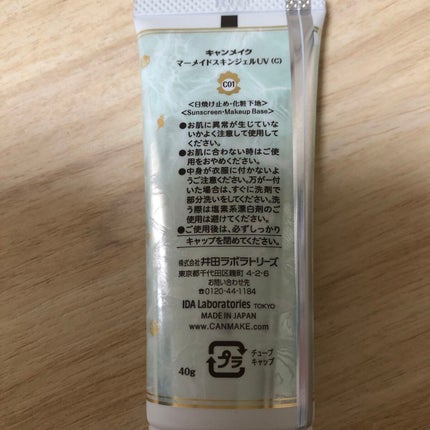 キャンメイク
マーメイドスキンジェルUV(C)
C01
<日焼け止め・化粧下地>
<Sunscreen・Makeup Base>
●お肌に異常が生じていな
いかよく注意して使用して
ください。
●お肌に合わない時はご使
用をおやめください。
●中身が衣服に付かないよ
うご注意ください。万が一付
いた場合は、すぐに洗剤で
部分洗いをしてください。洗
う際は塩素系漂白剤のご
使用は避けてください。
●ご使用後は、必ずしっかり
キャップを閉めてください。
株式会社 井田ラボラトリーズ
東京都千代田区麹町4-2-6
お問い合わせ先
0120-44-1184
IDA Laboratories TOKYO
MADE IN JAPAN
www.CANMAKE.com
40g
プラ
チューブ
キャップ